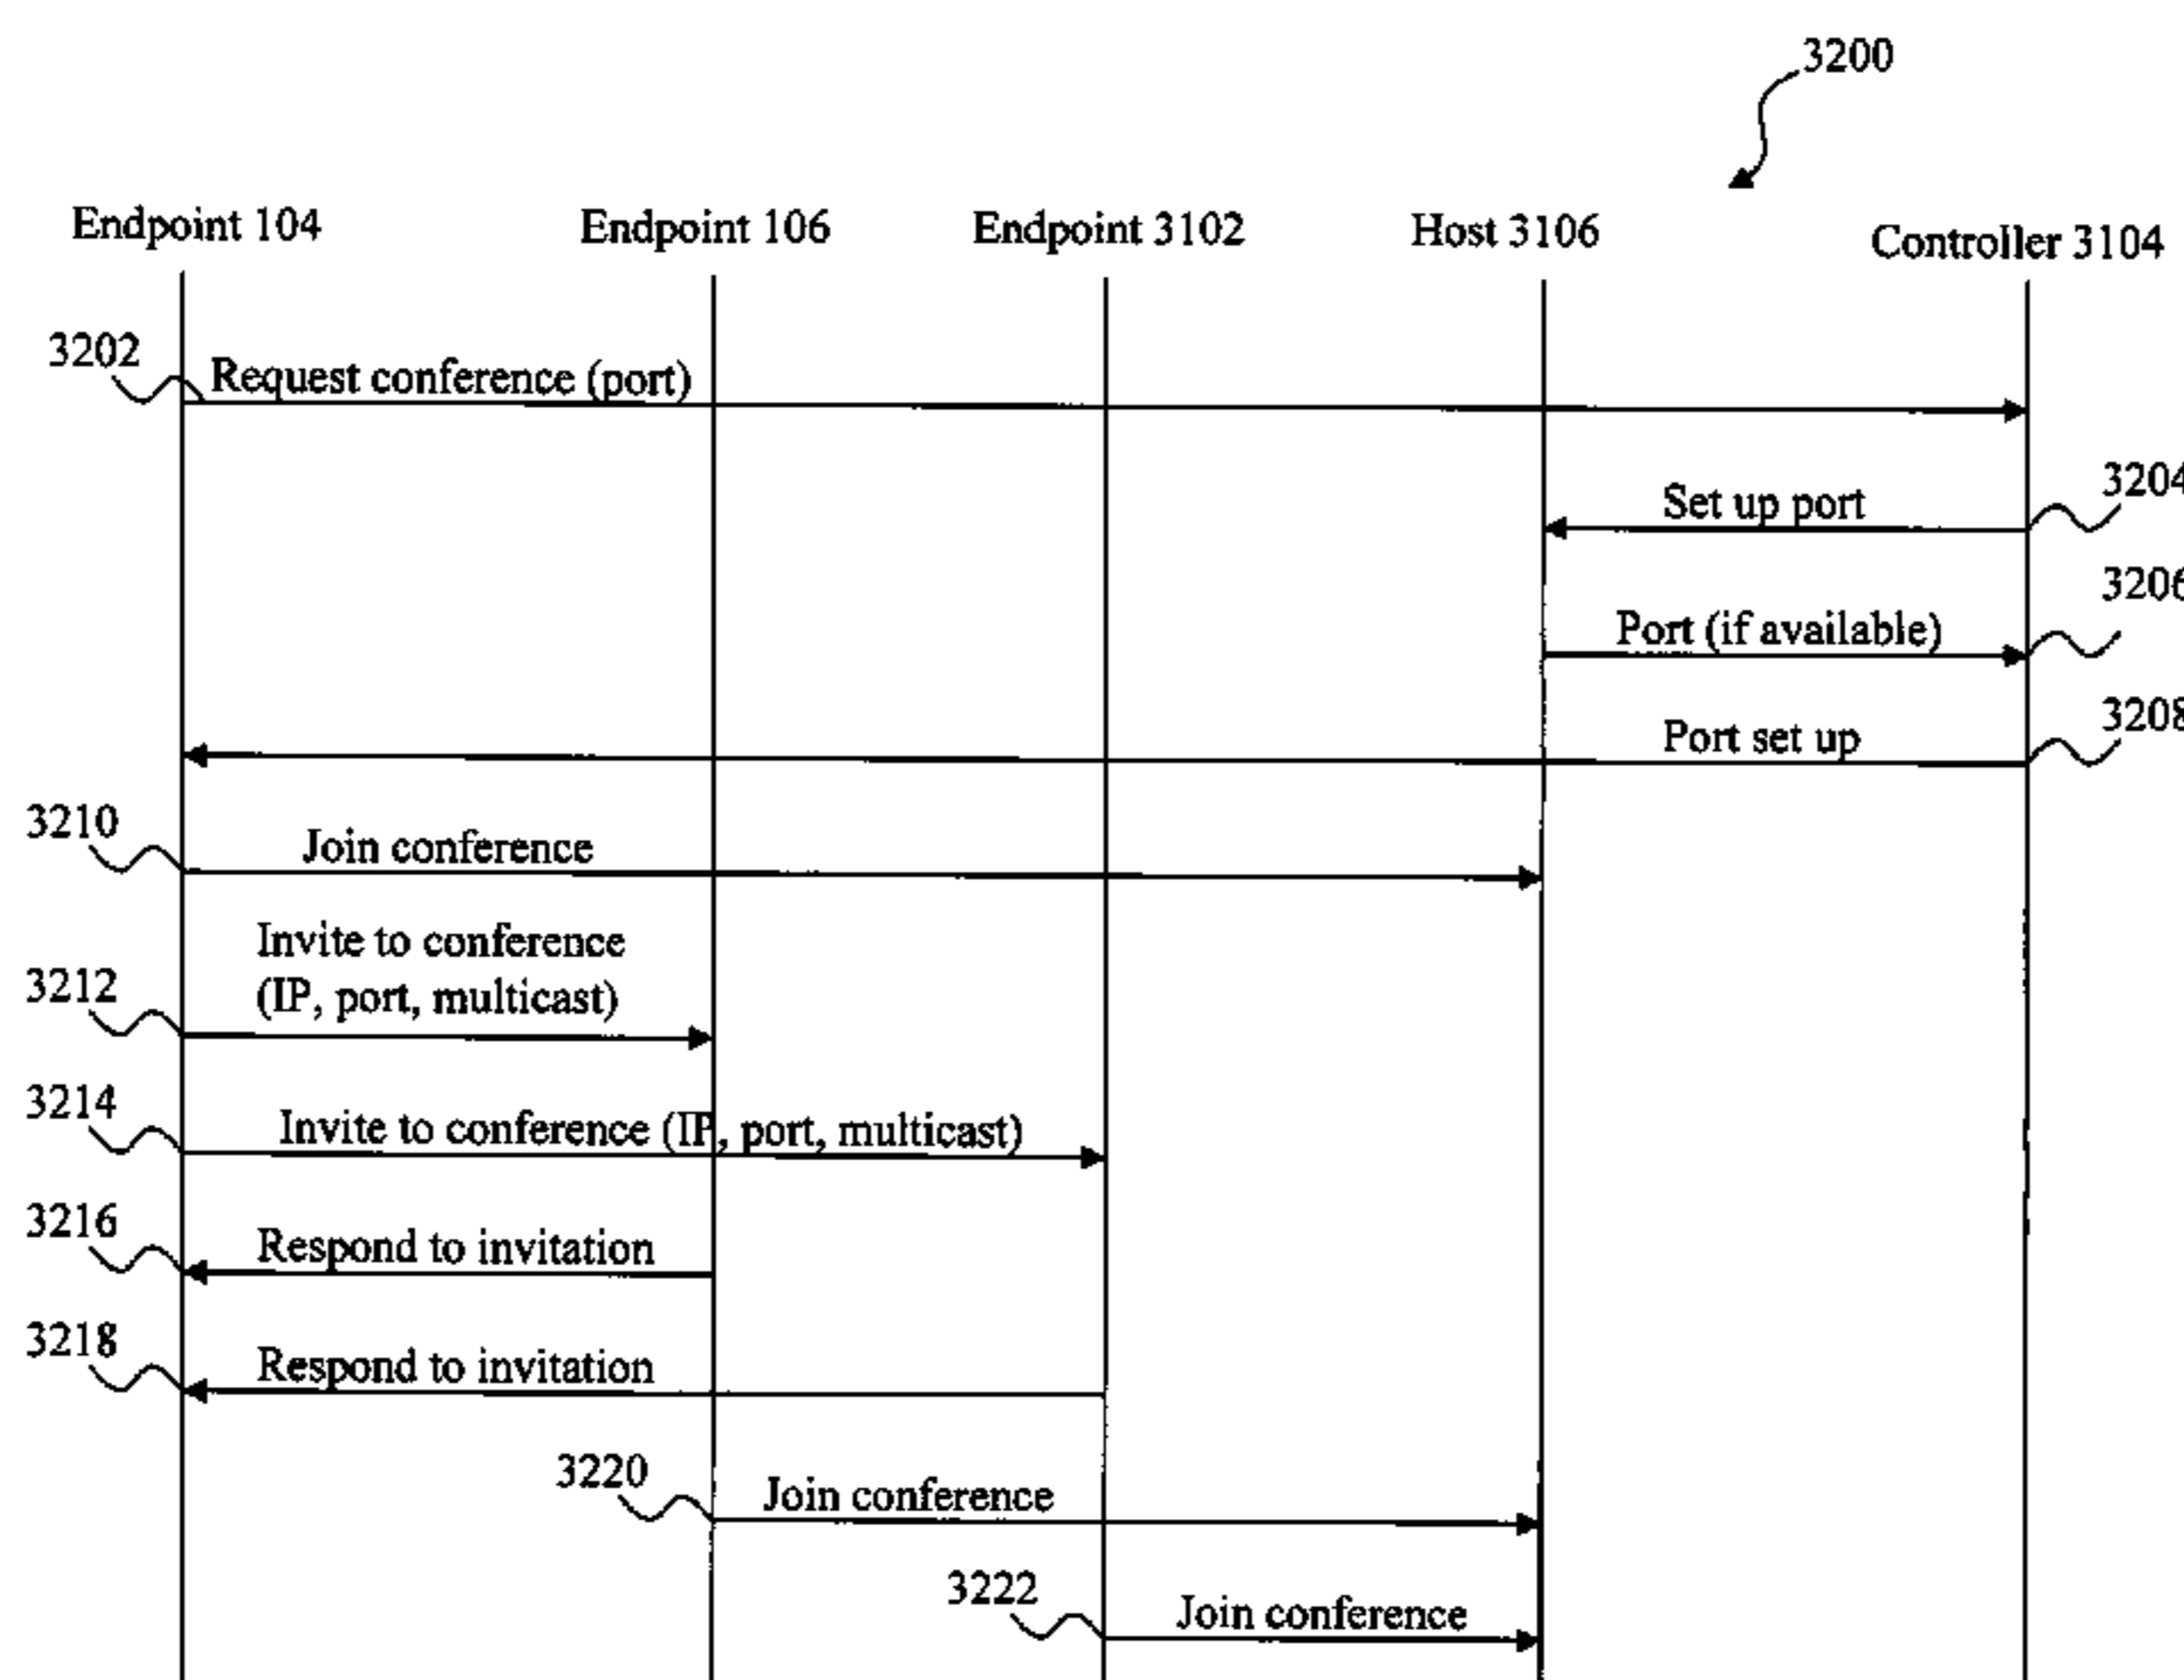 3200
Endpoint 104
Endpoint 106
Endpoint 3102
Host 3106
Controller 3104
3202
Request conference (port)
3204
Set up port
3206
Port (if available)
3208
Port set up
3210
Join conference
Invite to conference
(IP, port, multicast)
3212
3214
Invite to conference (IP, port, multicast)
3216
Respond to invitation
3218
Respond to invitation
3220
Join conference
3222
Join conference